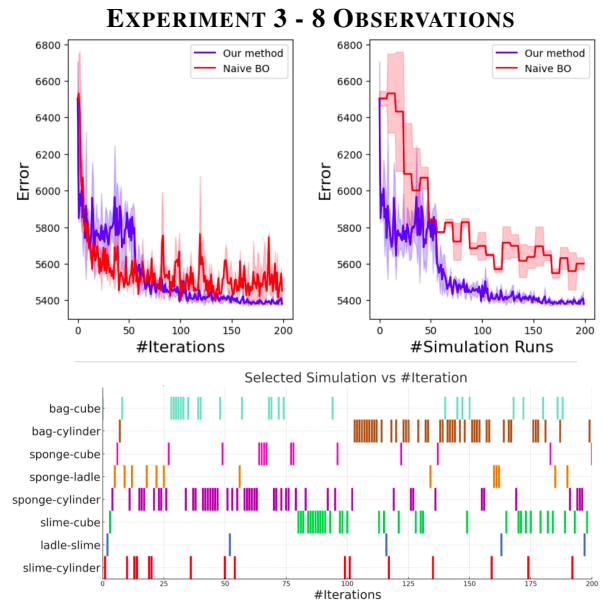 EXPERIMENT 3 - 8 OBSERVATIONS
6800
6600
6400
6200
6000
5800
5600
5400
Error
Our method
Naive BO
0 50 100 150 200
#Iterations
6800
6600
6400
6200
6000
5800
5600
5400
Error
Our method
Naive BO
0 50 100 150 200
#Simulation Runs
Selected Simulation vs #Iteration
bag-cube
bag-cylinder
sponge-cube
sponge-ladle
sponge-cylinder
slime-cube
ladle-slime
slime-cylinder
0 25 50 75 100 125 150 175 200
#Iterations